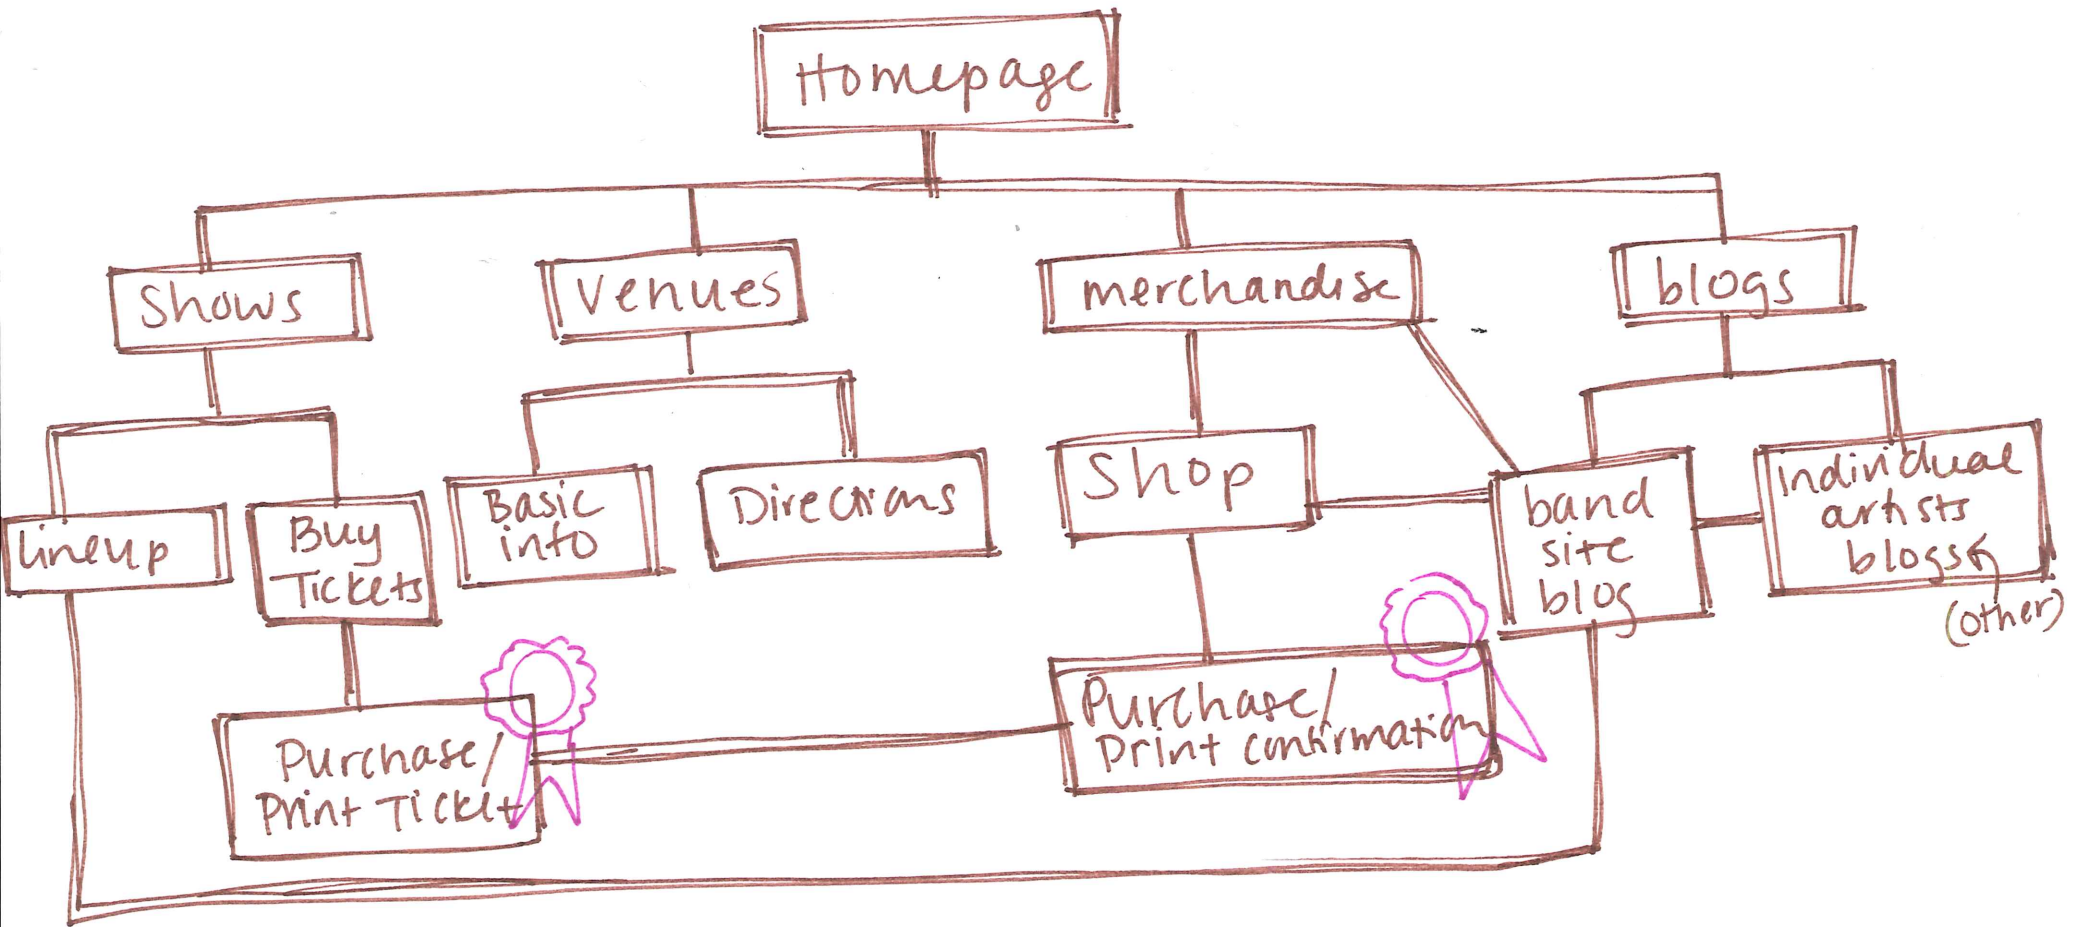 Homepage
Shows
Venues
merchandise
blogs
lineup
Buy
Tickets
Basic
info
Directions
Shop
band
site
blog
individual
artists
blogs
(other)
Purchase/
Print Ticket
Purchase/
Print confirmation